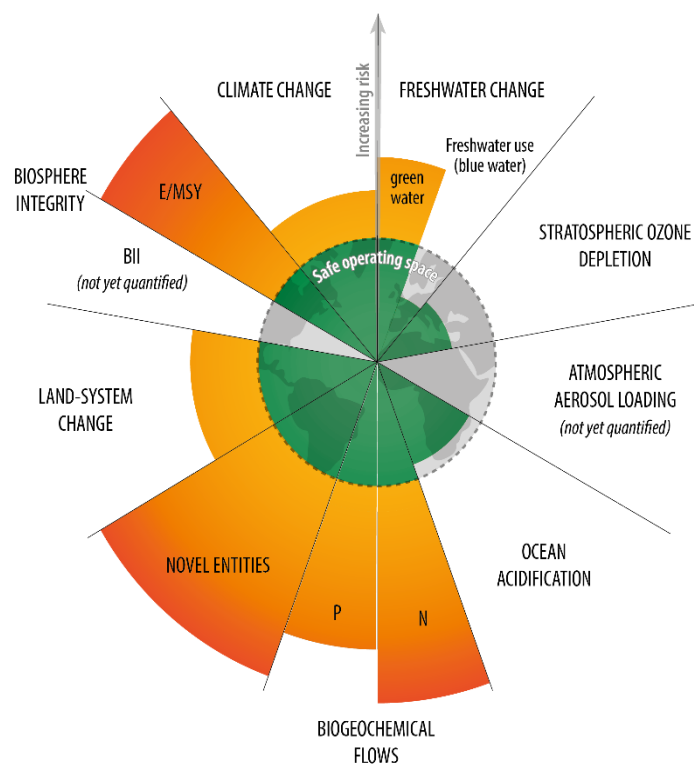 Increasing risk
CLIMATE CHANGE
FRESHWATER CHANGE
Freshwater use
(blue water)
green
water
E/MSY
BIOSPHERE
INTEGRITY
BII
(not yet quantified)
Safe operating space
STRATOSPHERIC OZONE
DEPLETION
LAND-SYSTEM
CHANGE
ATMOSPHERIC
AEROSOL LOADING
(not yet quantified)
NOVEL ENTITIES
OCEAN
ACIDIFICATION
P
N
BIOGEOCHEMICAL
FLOWS